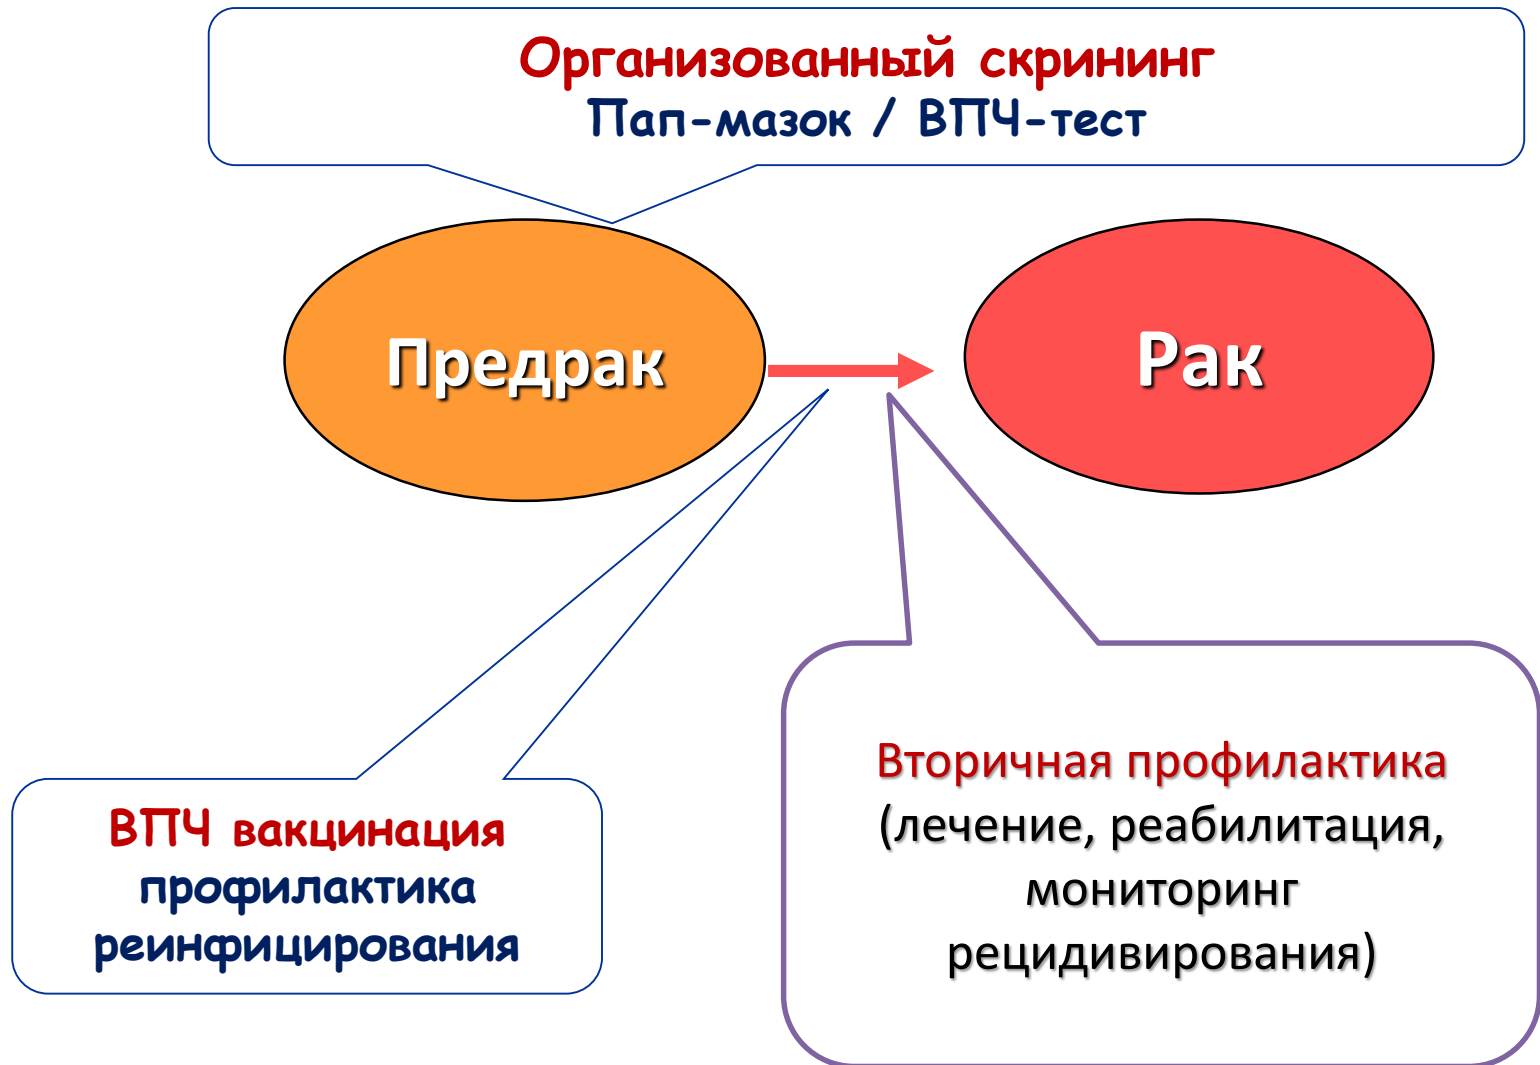 Организованный скрининг
Пап-мазок / ВПЧ-тест
Предрак
Рак
ВПЧ вакцинация
профилактика
реинфицирования
Вторичная профилактика
(лечение, реабилитация,
мониторинг
рецидивирования)